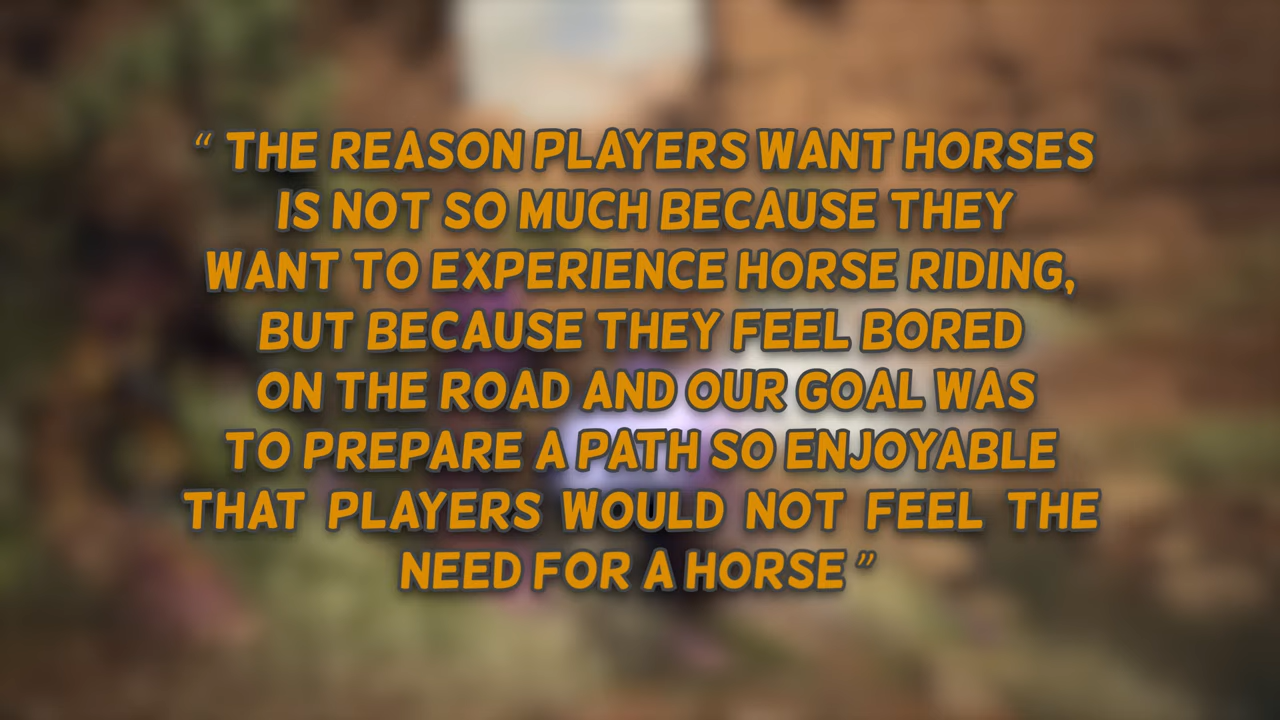 “ THE REASON PLAYERS WANT HORSES
IS NOT SO MUCH BECAUSE THEY
WANT TO EXPERIENCE HORSE RIDING,
BUT BECAUSE THEY FEEL BORED
ON THE ROAD AND OUR GOAL WAS
TO PREPARE A PATH SO ENJOYABLE
THAT PLAYERS WOULD NOT FEEL THE
NEED FOR A HORSE ”